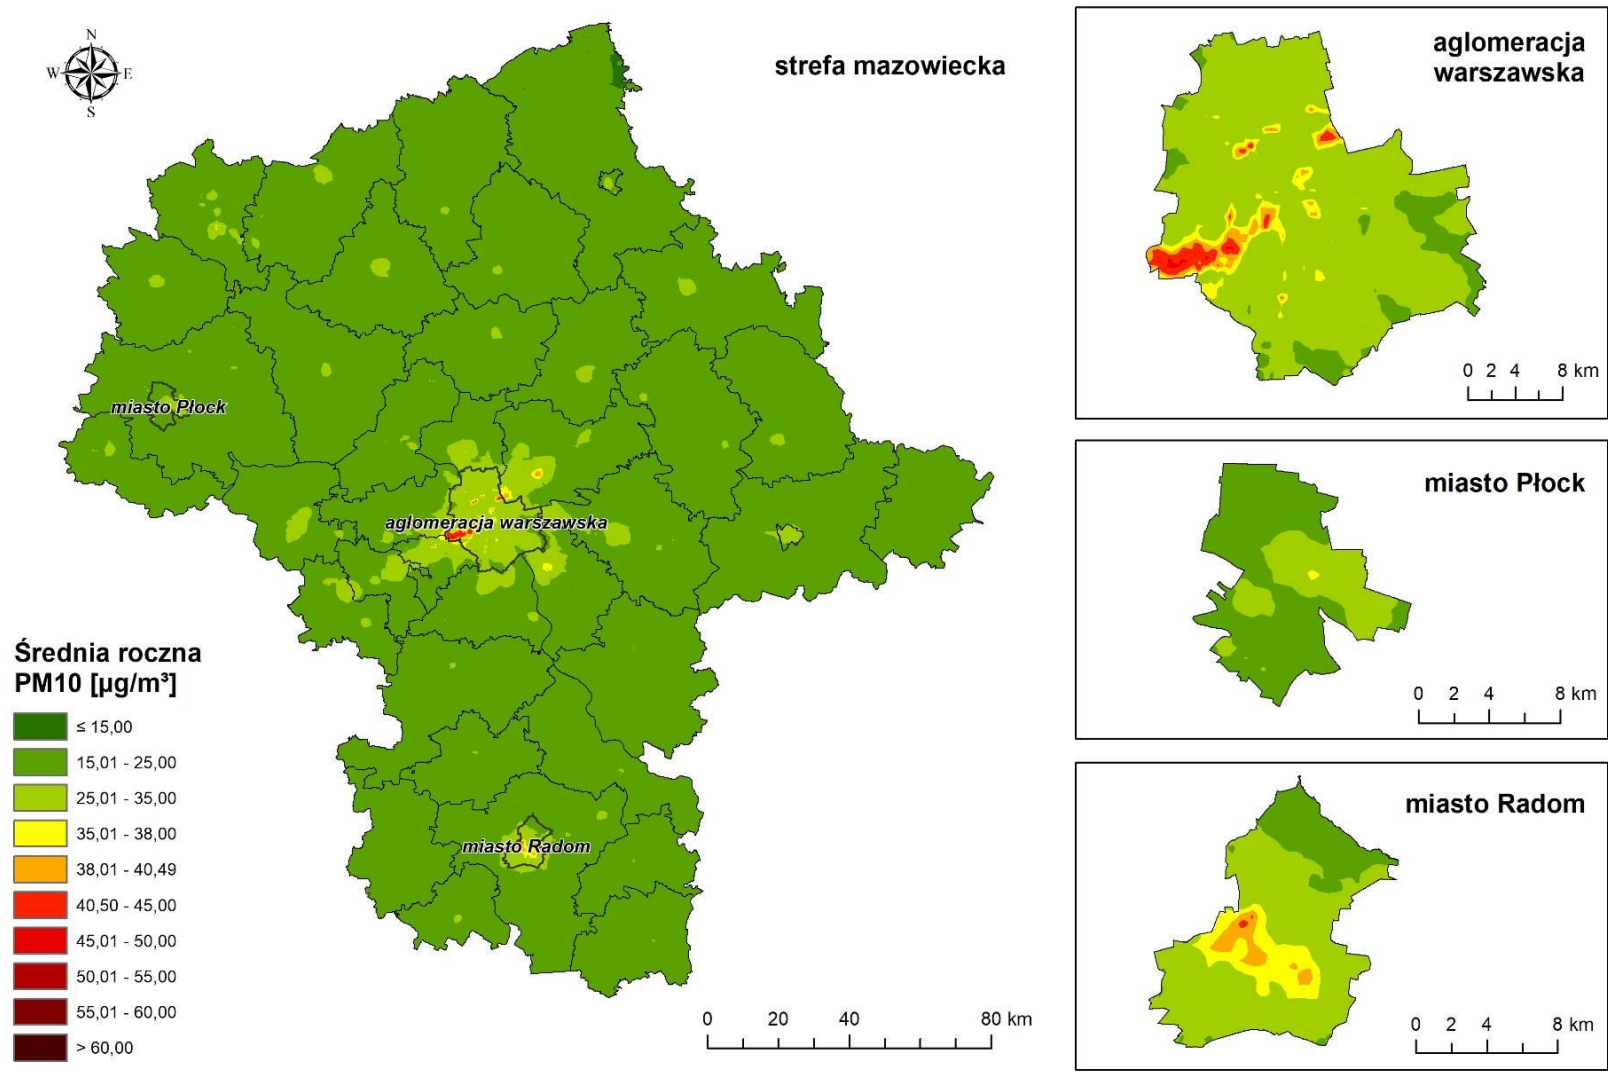 N
W E
S
strefa mazowiecka
miasto Płock
aglomeracja warszawska
miasto Radom
Średnia roczna
PM10 [µg/m³]
≤ 15,00
15,01 - 25,00
25,01 - 35,00
35,01 - 38,00
38,01 - 40,49
40,50 - 45,00
45,01 - 50,00
50,01 - 55,00
55,01 - 60,00
> 60,00
0 20 40 80 km
aglomeracja
warszawska
0 2 4 8 km
miasto Płock
0 2 4 8 km
miasto Radom
0 2 4 8 km